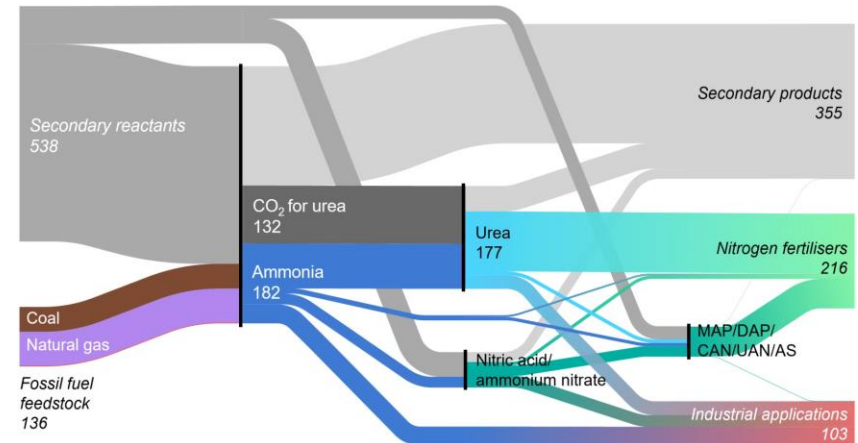 Secondary reactants
538
Coal
Natural gas
Fossil fuel
feedstock
136
CO₂ for urea
132
Ammonia
182
Urea
177
Nitric acid/
ammonium nitrate
MAP/DAP/
CAN/UAN/AS
Secondary products
355
Nitrogen fertilisers
216
Industrial applications
103